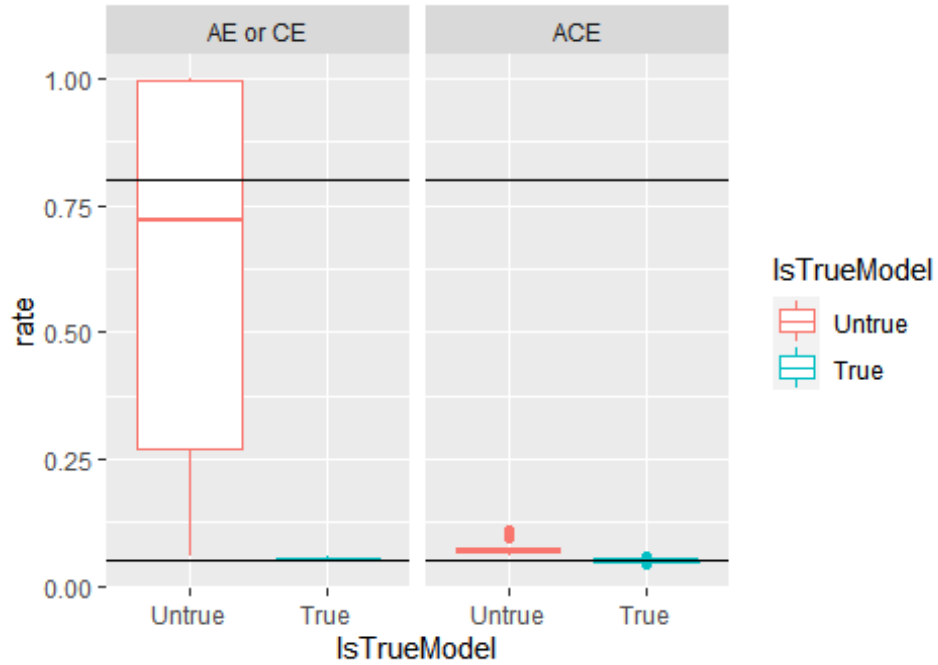 AE or CE
ACE
rate
1.00
0.75
0.50
0.25
0.00
Untrue
True
Untrue
True
IsTrueModel
IsTrueModel
Untrue
True